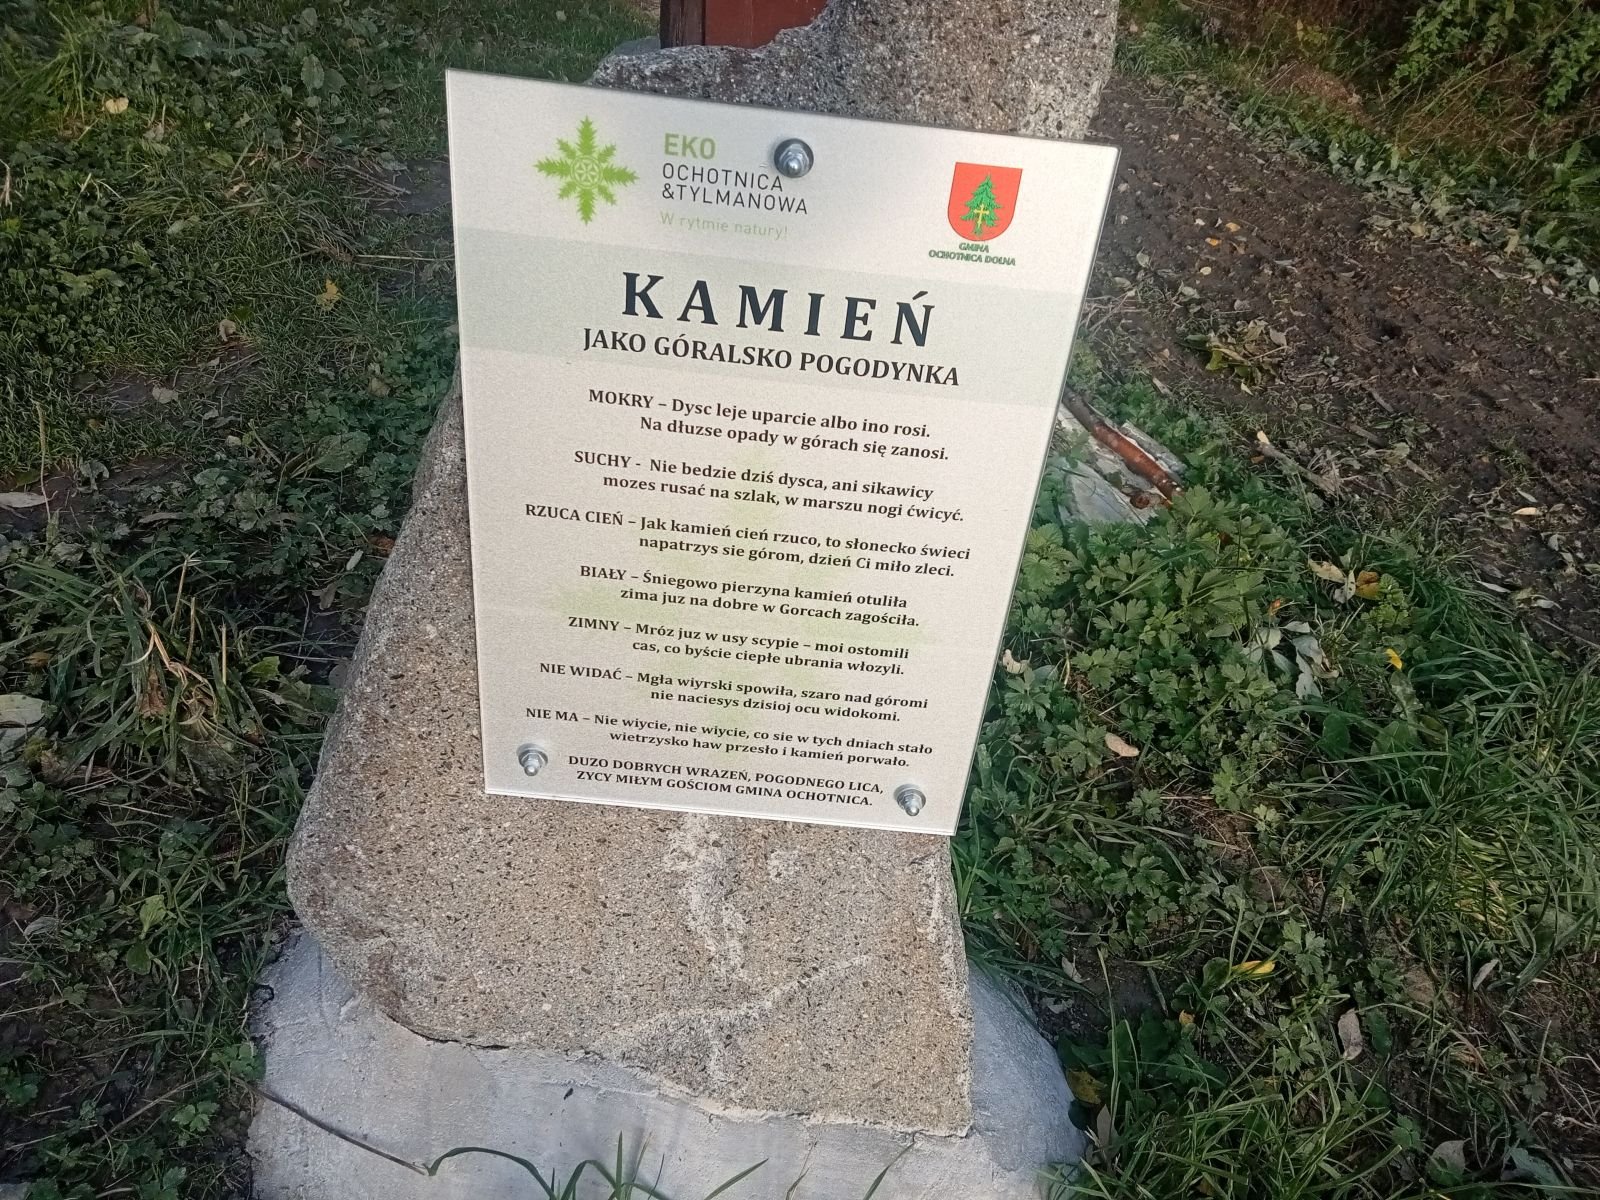 EKO
OCHOTNICA
&TYLMANOWA
W rytmie natury!
GMINA
OCHOTNICA DOLNA
KAMIEŃ
JAKO GÓRALSKO POGODYNKA
MOKRY – Dysc leje uparcie albo ino rosi.
Na dłuzse opady w górach się zanosi.
SUCHY - Nie bedzie dziś dysca, ani sikawicy
mozes rusać na szlak, w marszu nogi ćwicyć.
RZUCA CIEŃ – Jak kamień cień rzuco, to słonecko świeci
napatrzys sie górom, dzień Ci miło zleci.
BIAŁY – Śniegowo pierzyna kamień otuliła
zima juz na dobre w Gorcach zagościła.
ZIMNY – Mróz juz w usy scypie – moi ostomili
cas, co byście ciepłe ubrania włozyli.
NIE WIDAĆ – Mgła wiyrski spowiła, szaro nad góromi
nie naciesys dzisioj ocu widokomi.
NIE MA – Nie wiycie, nie wiycie, co sie w tych dniach stało
wietrzysko haw przesło i kamień porwało.
DUZO DOBRYCH WRAZEŃ, POGODNEGO LICA,
ZYCY MIŁYM GOŚCIOM GMINA OCHOTNICA.